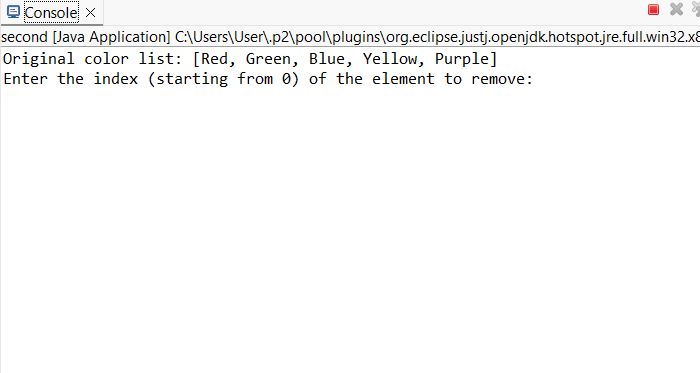 Console
second [Java Application] C:\Users\User\.p2\pool\plugins\org.eclipse.justj.openjdk.hotspot.jre.full.win32.x8
Original color list: [Red, Green, Blue, Yellow, Purple]
Enter the index (starting from 0) of the element to remove: